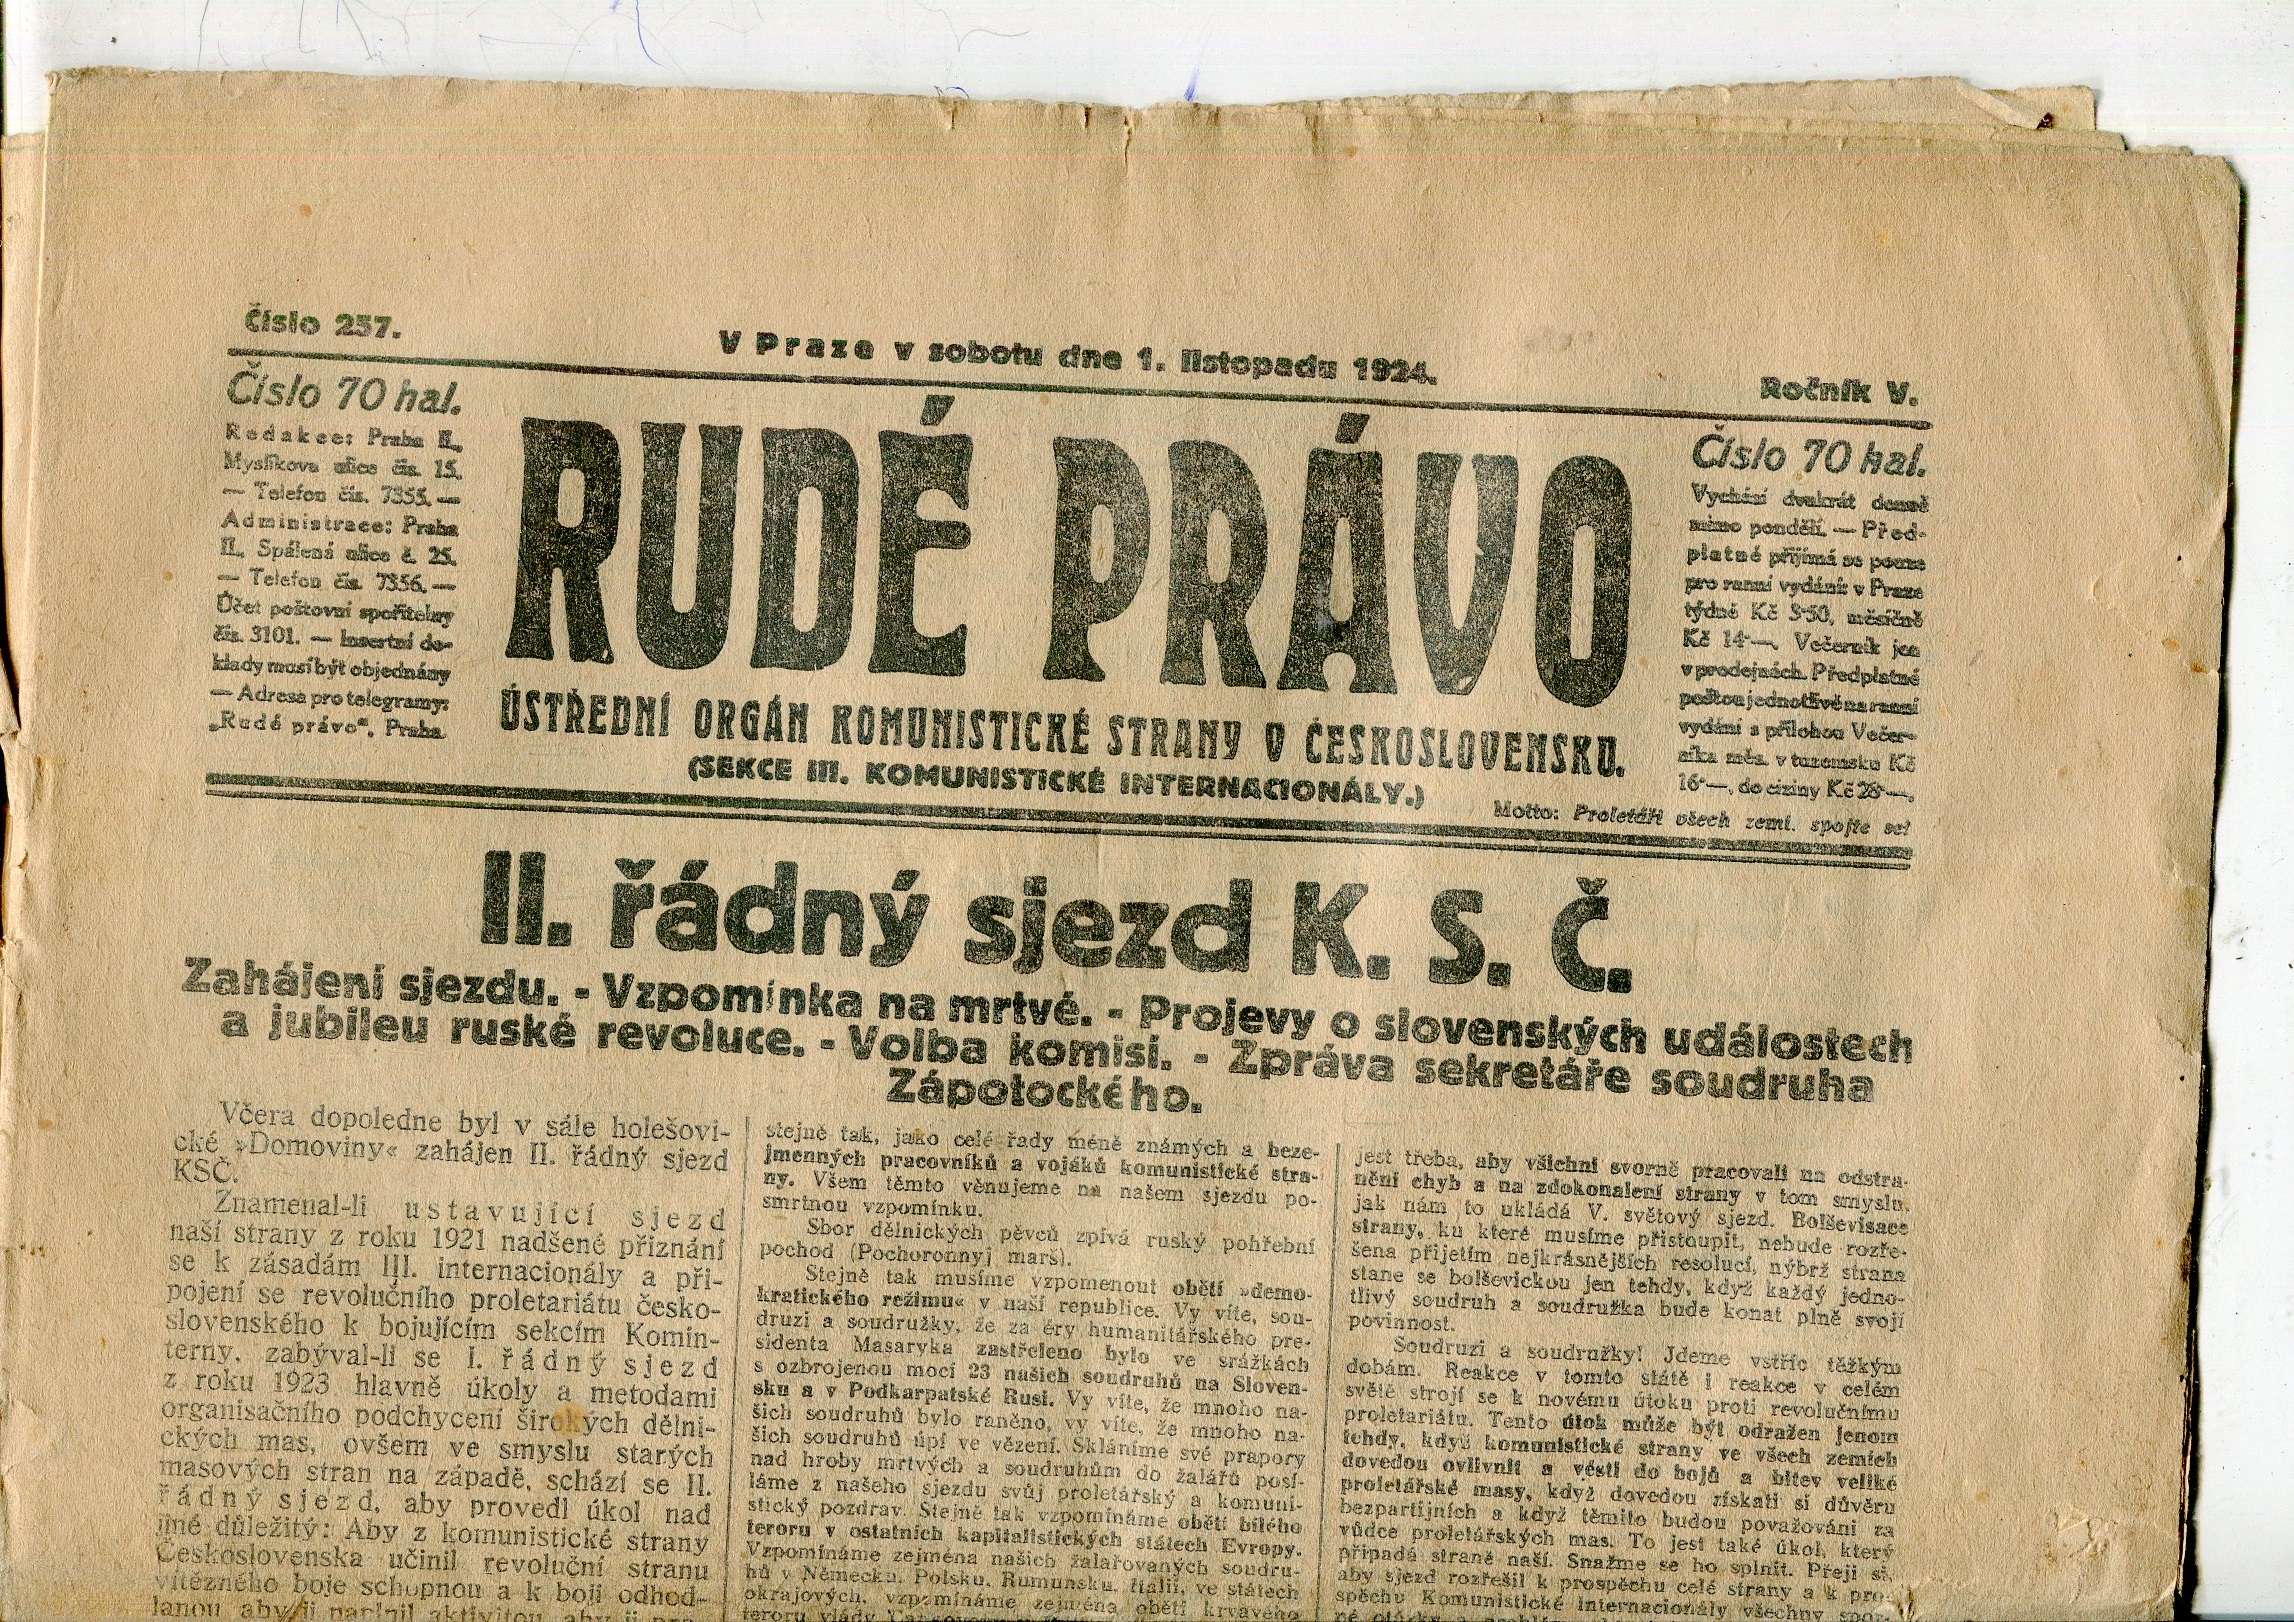 Číslo 257.
V Praze v sobotu dne 1. listopadu 1924.
Ročník V.
Číslo 70 hal.
Redakce: Praha II.,
Myslíkova ulice čís. 15.
— Telefon čís. 7355. —
Administrace: Praha
II., Spálená ulice č. 25.
— Telefon čís. 7356. —
Účet poštovní spořitelny
čís. 3101. — Insertní do-
klady musí být objednány
— Adresa pro telegramy:
„Rudé právo“, Praha
RUDÉ PRÁVO
ÚSTŘEDNÍ ORGÁN KOMUNISTICKÉ STRANY V ČESKOSLOVENSKU.
(SEKCE III. KOMUNISTICKÉ INTERNACIONÁLY.)
Číslo 70 hal.
Vychází dvakrát denně
mimo pondělí. — Před-
platné přijímá se pouze
pro ranní vydání: v Praze
týdně Kč 3·50, měsíčně
Kč 14·—. Večerník jen
v prodejnách. Předplatné
poštou jednotlivě na ranní
vydání s přílohou Večer-
níka měs. v tuzemsku Kč
16·—, do ciziny Kč 28·—.
Motto: Proletáři všech zemí, spojte se!
II. řádný sjezd K. S. Č.
Zahájení sjezdu. - Vzpomínka na mrtvé. - Projevy o slovenských událostech
a jubileu ruské revoluce. - Volba komisí. - Zpráva sekretáře soudruha
Zápotockého.
Včera dopoledne byl v sále holešovi-
cké »Domoviny« zahájen II. řádný sjezd
KSČ.
Znamenal-li ustavující sjezd
naší strany z roku 1921 nadšené přiznání
se k zásadám III. internacionály a při-
pojení se revolučního proletariátu česko-
slovenského k bojujícím sekcím Komin-
terny, zabýval-li se I. řádný sjezd
z roku 1923 hlavně úkoly a metodami
organisačního podchycení širokých dělni-
ckých mas, ovšem ve smyslu starých
masových stran na západě, schází se II.
řádný sjezd, aby provedl úkol nad
jiné důležitý: Aby z komunistické strany
Československa učinil revoluční stranu
vítězného boje schopnou a k boji odhod-
lanou, aby ji naplnil aktivitou, aby ji
stejně tak, jako celé řady méně známých a beze-
jmenných pracovníků a vojáků komunistické stra-
ny. Všem těmto věnujeme na našem sjezdu po-
smrtnou vzpomínku.
Sbor dělnických pěvců zpívá ruský pohřební
pochod (Pochoronnyj marš).
Stejně tak musíme vzpomenout obětí »demo-
kratického režimu« v naší republice. Vy víte, sou-
druzi a soudružky, že za éry humanitářského pre-
sidenta Masaryka zastřeleno bylo ve srážkách
s ozbrojenou mocí 23 našich soudruhů na Sloven-
sku a v Podkarpatské Rusi. Vy víte, že mnoho na-
šich soudruhů bylo raněno, vy víte, že mnoho na-
šich soudruhů úpí ve vězení. Skláníme své prapory
nad hroby mrtvých a soudruhům do žalářů posí-
láme z našeho sjezdu svůj proletářský a komuni-
stický pozdrav. Stejně tak vzpomínáme obětí bílého
teroru v ostatních kapitalistických státech Evropy.
Vzpomínáme zejména našich žalářovaných soudru-
hů v Německu, Polsku, Rumunsku, Itálii, ve státech
okrajových, vzpomínáme zejména obětí krvavého
teroru vlády
jest třeba, aby všichni svorně pracovali na odstra-
nění chyb a na zdokonalení strany v tom smyslu,
jak nám to ukládá V. světový sjezd. Bolševisace
strany, ku které musíme přistoupit, nebude rozře-
šena přijetím nejkrásnějších resolucí, nýbrž strana
stane se bolševickou jen tehdy, když každý jedno-
tlivý soudruh a soudružka bude konat plně svoji
povinnost.
Soudruzi a soudružky! Jdeme vstříc těžkým
dobám. Reakce v tomto státě i reakce v celém
světě strojí se k novému útoku proti revolučnímu
proletariátu. Tento útok může být odražen jenom
tehdy, když komunistické strany ve všech zemích
dovedou ovlivnit a vésti do bojů a bitev veliké
proletářské masy, když dovedou získati si důvěru
bezpartijních a když těmito budou považováni za
vůdce proletářských mas. To jest také úkol, který
připadá straně naší. Snažme se ho splnit. Přeji si,
aby sjezd rozřešil k prospěchu celé strany a k pro-
spěchu Komunistické Internacionály všechny spor-